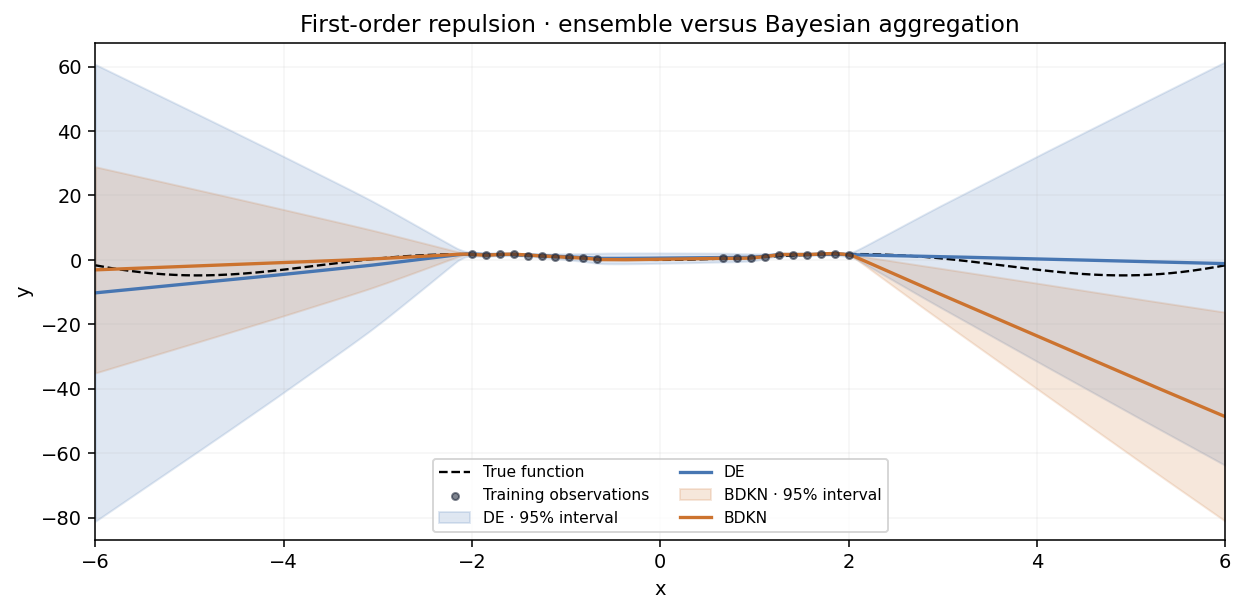 First-order repulsion · ensemble versus Bayesian aggregation
60
40
20
0
−20
−40
−60
−80
y
True function
Training observations
DE · 95% interval
DE
BDKN · 95% interval
BDKN
−6 −4 −2 0 2 4 6
x